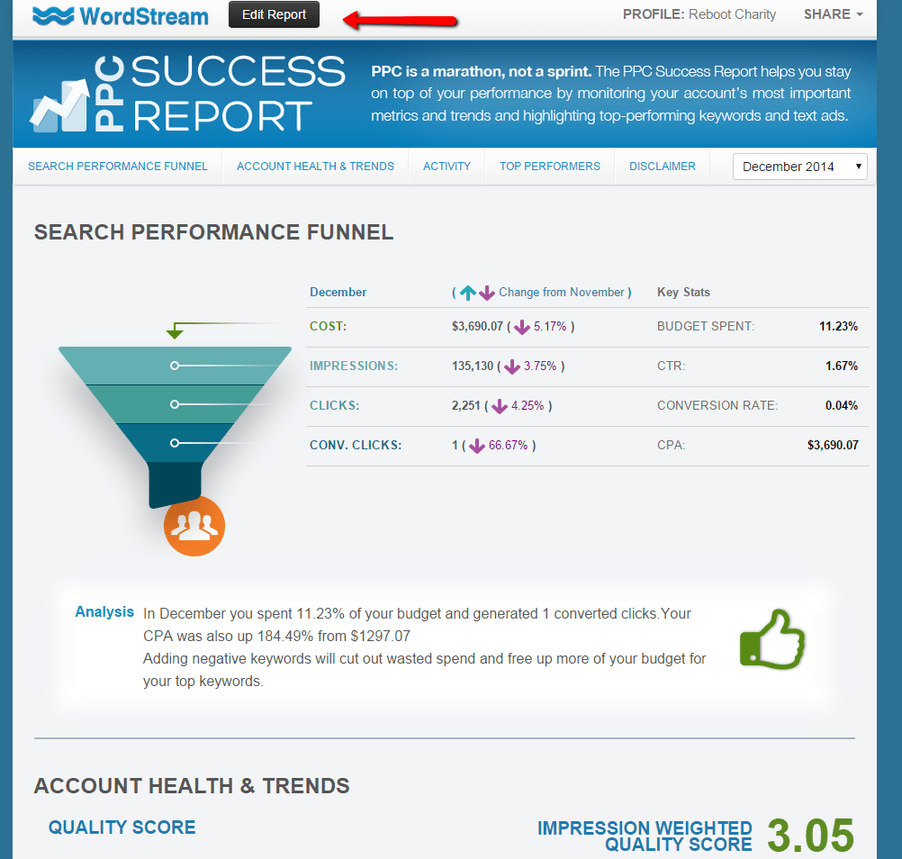 WordStream
Edit Report
PROFILE: Reboot Charity
SHARE
PPC SUCCESS REPORT
PPC is a marathon, not a sprint. The PPC Success Report helps you stay
on top of your performance by monitoring your account's most important
metrics and trends and highlighting top-performing keywords and text ads.
SEARCH PERFORMANCE FUNNEL
ACCOUNT HEALTH & TRENDS
ACTIVITY
TOP PERFORMERS
DISCLAIMER
December 2014
SEARCH PERFORMANCE FUNNEL
December ( Change from November ) Key Stats
COST: $3,690.07 ( 5.17% ) BUDGET SPENT: 11.23%
IMPRESSIONS: 135,130 ( 3.75% ) CTR: 1.67%
CLICKS: 2,251 ( 4.25% ) CONVERSION RATE: 0.04%
CONV. CLICKS: 1 ( 66.67% ) CPA: $3,690.07
Analysis
In December you spent 11.23% of your budget and generated 1 converted clicks.Your
CPA was also up 184.49% from $1297.07
Adding negative keywords will cut out wasted spend and free up more of your budget for
your top keywords.
ACCOUNT HEALTH & TRENDS
QUALITY SCORE
IMPRESSION WEIGHTED
QUALITY SCORE
3.05